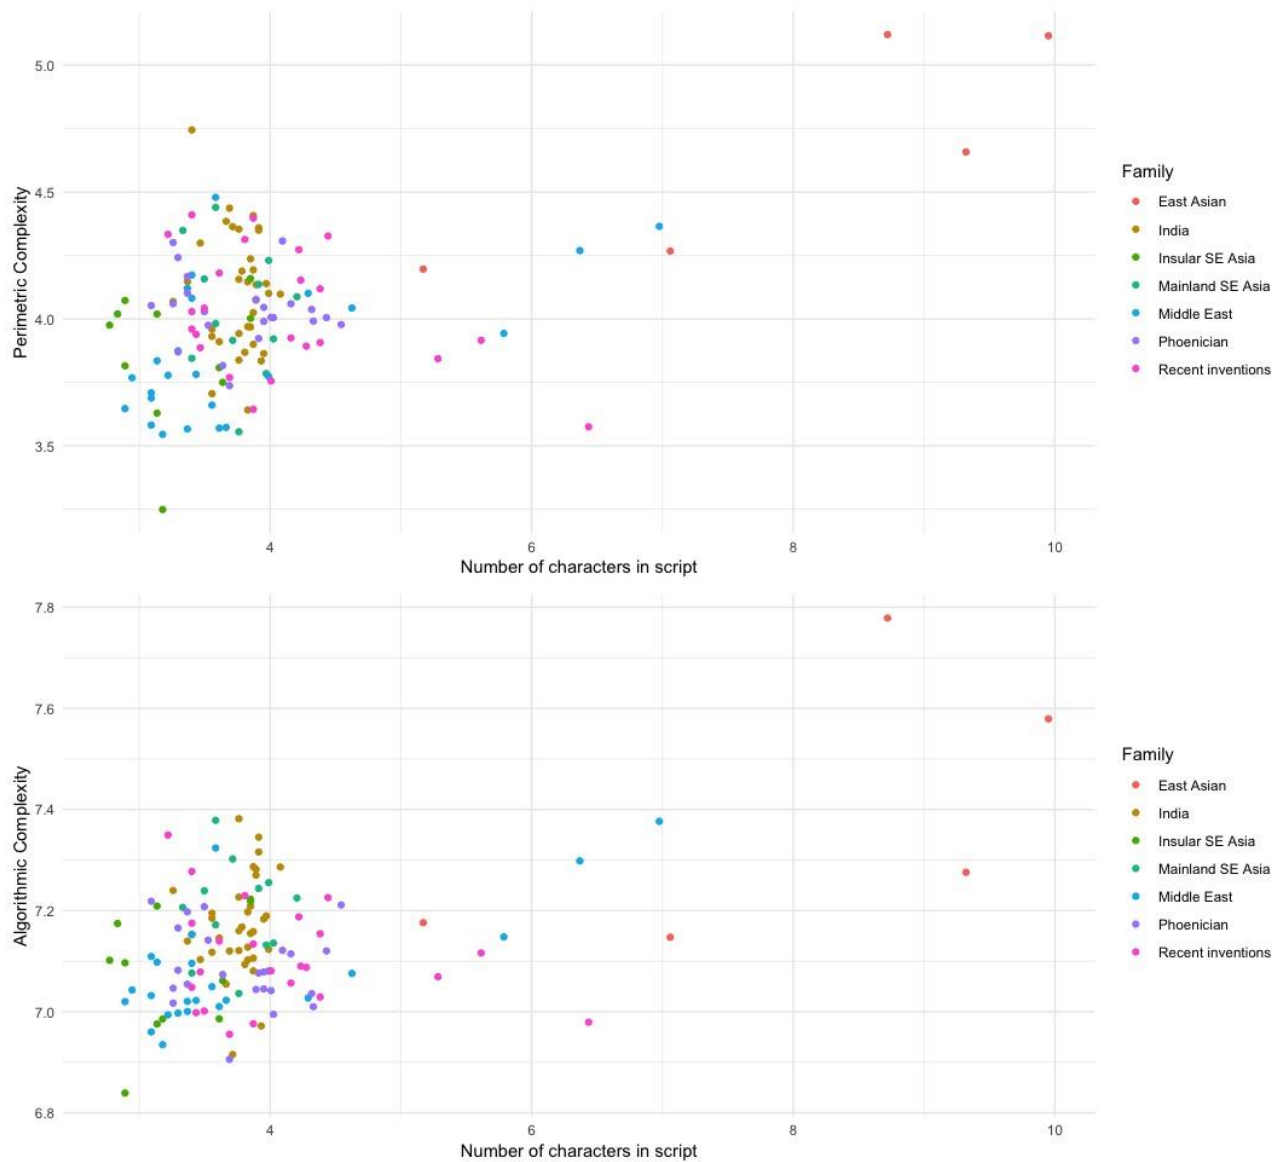 5.0
4.5
4.0
3.5
Perimetric Complexity
4
6
8
10
Number of characters in script
Family
East Asian
India
Insular SE Asia
Mainland SE Asia
Middle East
Phoenician
Recent inventions
7.8
7.6
7.4
7.2
7.0
6.8
Algorithmic Complexity
4
6
8
10
Number of characters in script
Family
East Asian
India
Insular SE Asia
Mainland SE Asia
Middle East
Phoenician
Recent inventions